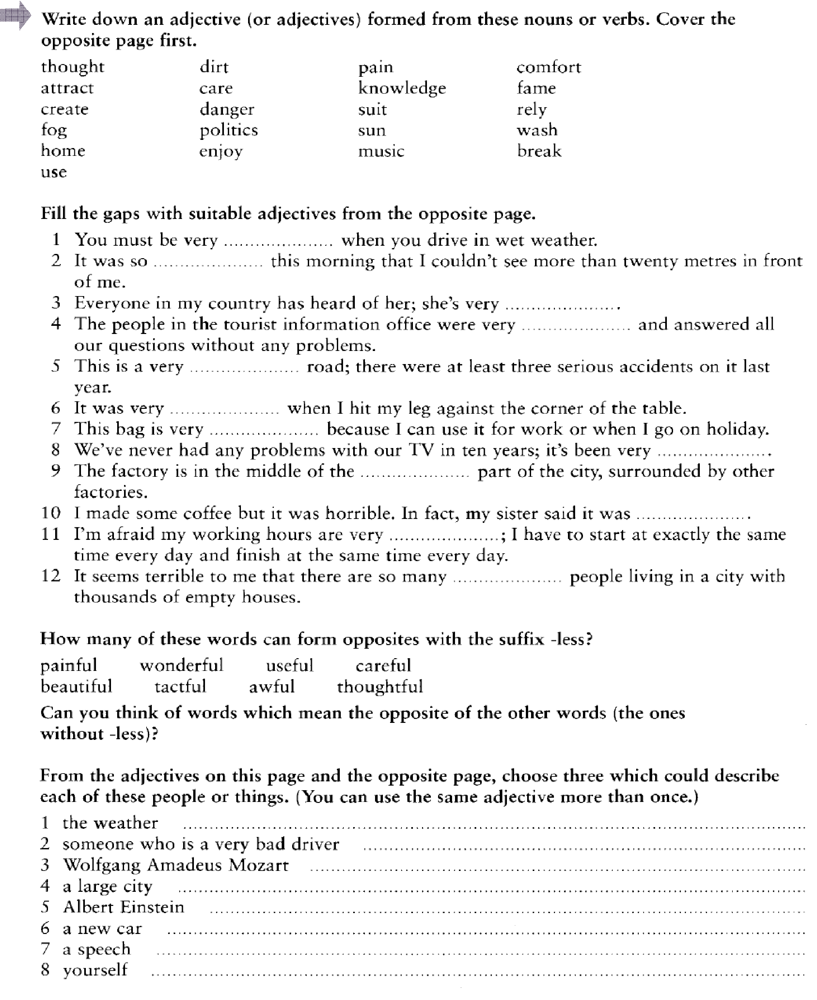 Write down an adjective (or adjectives) formed from these nouns or verbs. Cover the
opposite page first.
thought dirt pain comfort
attract care knowledge fame
create danger suit rely
fog politics sun wash
home enjoy music break
use
Fill the gaps with suitable adjectives from the opposite page.
1 You must be very ..................... when you drive in wet weather.
2 It was so ..................... this morning that I couldn't see more than twenty metres in front
of me.
3 Everyone in my country has heard of her; she's very ......................
4 The people in the tourist information office were very ..................... and answered all
our questions without any problems.
5 This is a very ..................... road; there were at least three serious accidents on it last
year.
6 It was very ..................... when I hit my leg against the corner of the table.
7 This bag is very ..................... because I can use it for work or when I go on holiday.
8 We've never had any problems with our TV in ten years; it's been very ......................
9 The factory is in the middle of the ..................... part of the city, surrounded by other
factories.
10 I made some coffee but it was horrible. In fact, my sister said it was ......................
11 I'm afraid my working hours are very .....................; I have to start at exactly the same
time every day and finish at the same time every day.
12 It seems terrible to me that there are so many ..................... people living in a city with
thousands of empty houses.
How many of these words can form opposites with the suffix -less?
painful wonderful useful careful
beautiful tactful awful thoughtful
Can you think of words which mean the opposite of the other words (the ones
without -less)?
From the adjectives on this page and the opposite page, choose three which could describe
each of these people or things. (You can use the same adjective more than once.)
1 the weather ..........................................................................
2 someone who is a very bad driver ..........................................................................
3 Wolfgang Amadeus Mozart ..........................................................................
4 a large city ..........................................................................
5 Albert Einstein ..........................................................................
6 a new car ..........................................................................
7 a speech ..........................................................................
8 yourself ..........................................................................